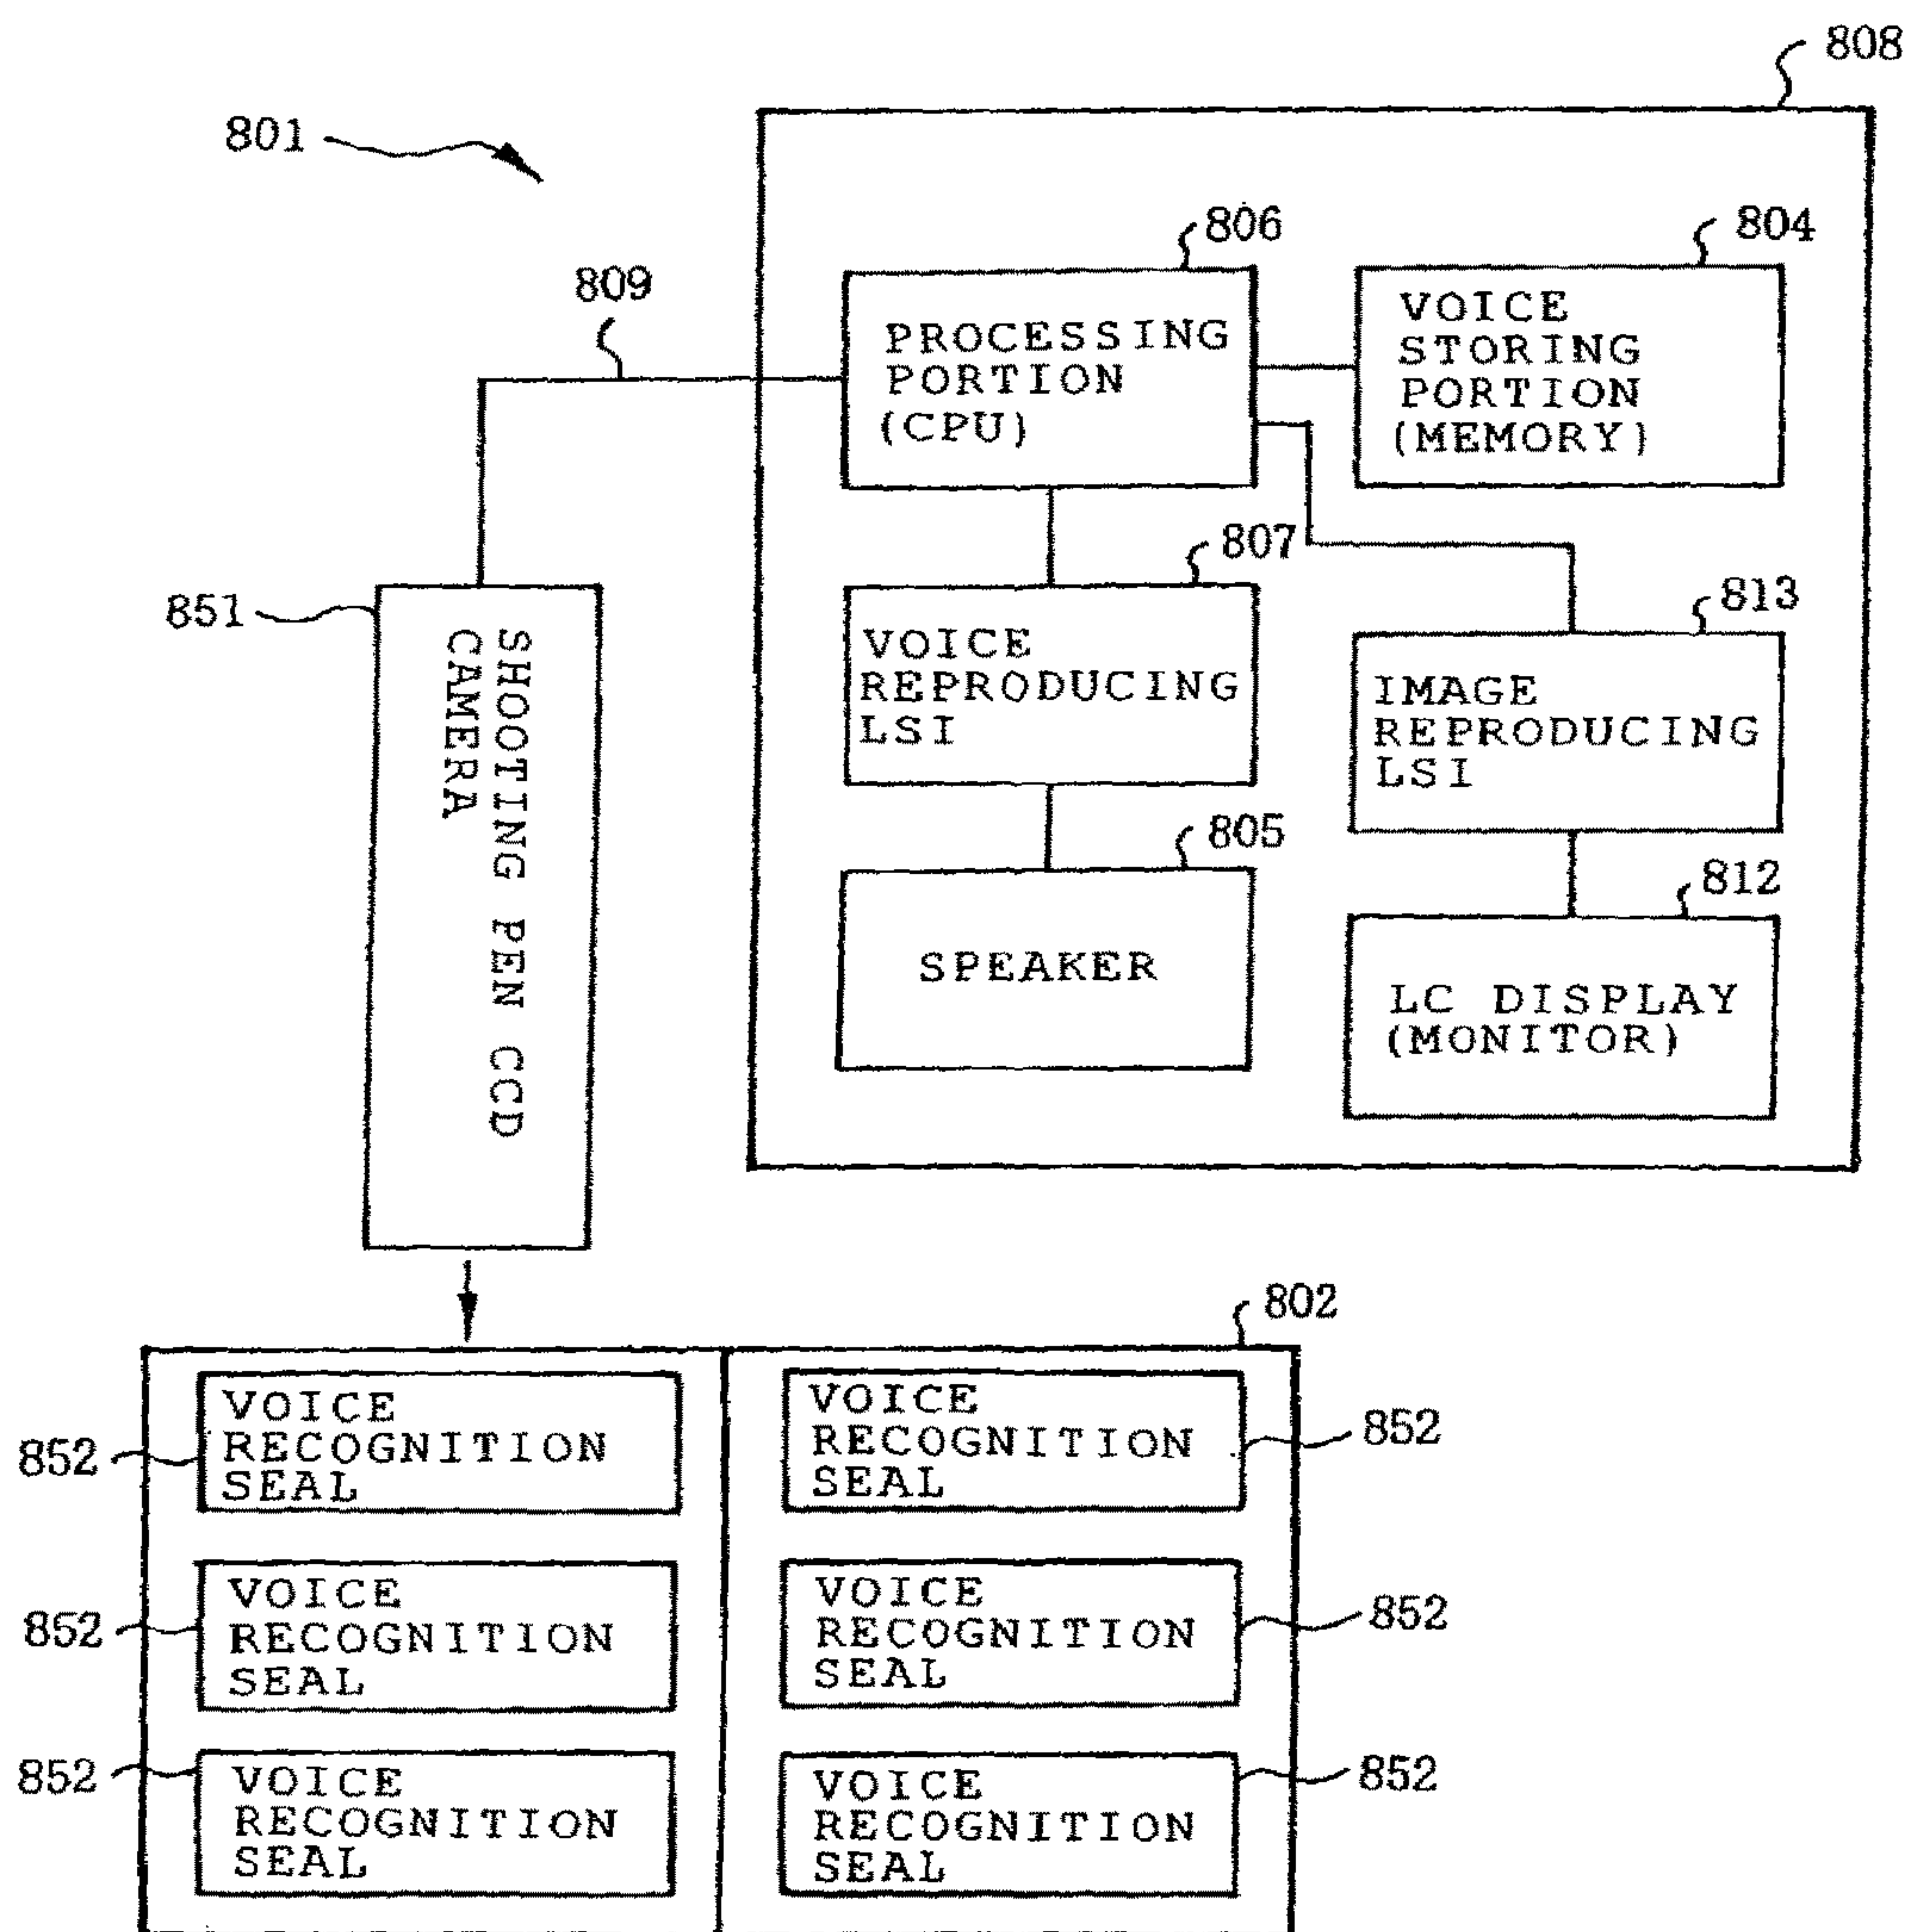 808
801
806
804
809
PROCESSING
PORTION
(CPU)
VOICE
STORING
PORTION
(MEMORY)
807
813
851
SHOOTING PEN CCD
CAMERA
VOICE
REPRODUCING
LSI
IMAGE
REPRODUCING
LSI
805
812
SPEAKER
LC DISPLAY
(MONITOR)
802
852
VOICE
RECOGNITION
SEAL
VOICE
RECOGNITION
SEAL
852
852
VOICE
RECOGNITION
SEAL
VOICE
RECOGNITION
SEAL
852
852
VOICE
RECOGNITION
SEAL
VOICE
RECOGNITION
SEAL
852